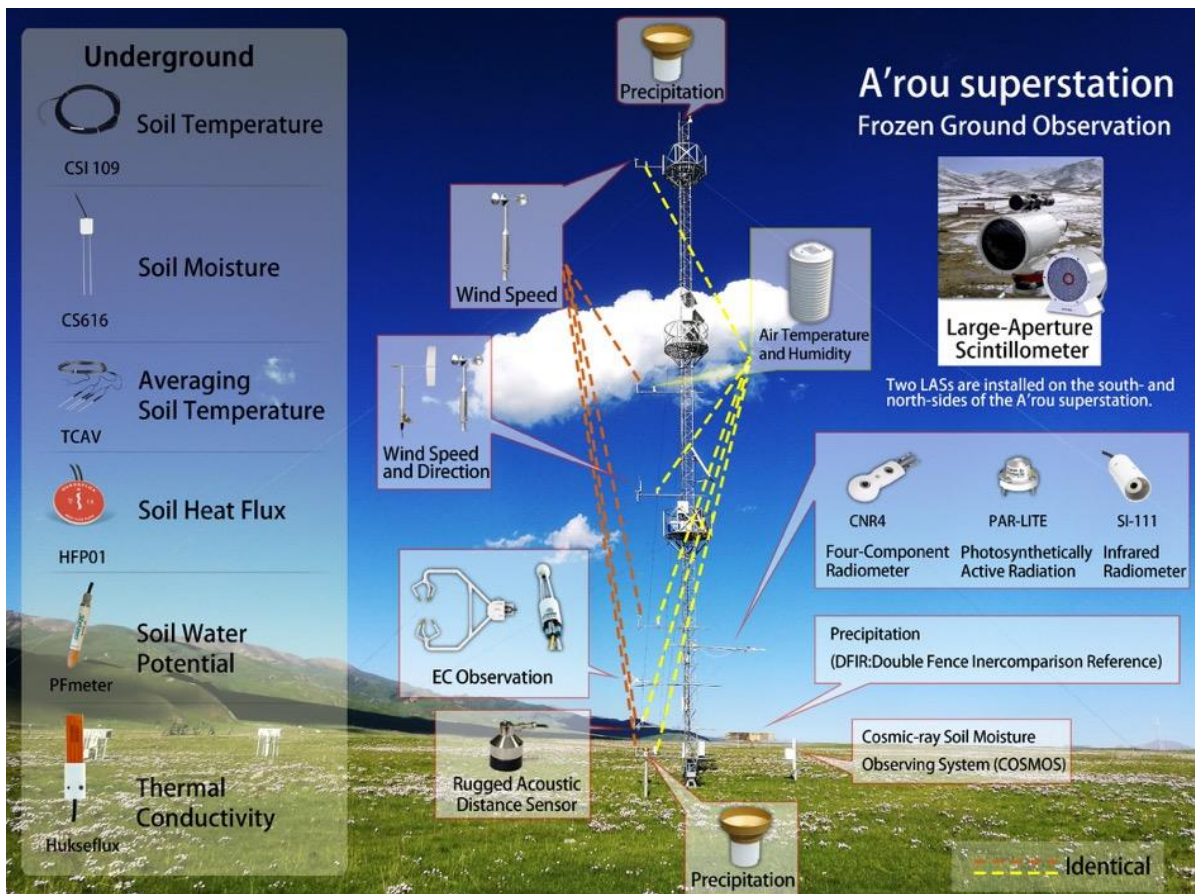 Underground
Soil Temperature
CSI 109
Soil Moisture
CS616
Averaging
Soil Temperature
TCAV
Soil Heat Flux
HFP01
Soil Water
Potential
PFmeter
Thermal
Conductivity
Hukseflux
Precipitation
Wind Speed
Air Temperature
and Humidity
Wind Speed
and Direction
EC Observation
Rugged Acoustic
Distance Sensor
Precipitation
A'rou superstation
Frozen Ground Observation
Large-Aperture
Scintillometer
Two LASs are installed on the south- and
north-sides of the A'rou superstation.
CNR4
PAR-LITE
SI-111
Four-Component
Radiometer
Photosynthetically
Active Radiation
Infrared
Radiometer
Precipitation
(DFIR:Double Fence Inercomparison Reference)
Cosmic-ray Soil Moisture
Observing System (COSMOS)
Identical